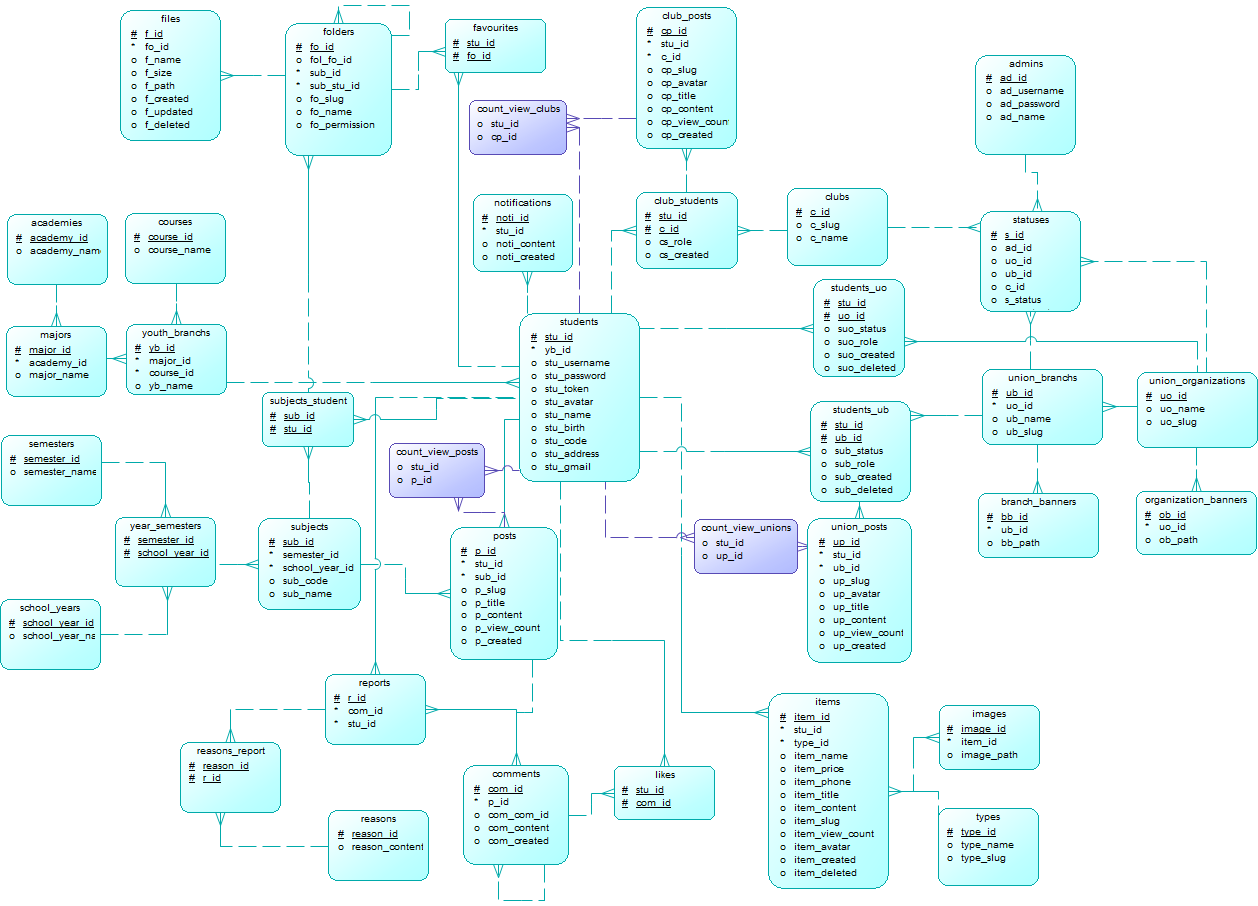 files
# f_id
* fo_id
o f_name
o f_size
o f_path
o f_created
o f_updated
o f_deleted
folders
# fo_id
o fol_fo_id
* sub_id
* sub_stu_id
o fo_slug
o fo_name
o fo_permission
favourites
# stu_id
# fo_id
club_posts
# cp_id
* stu_id
* c_id
o cp_slug
o cp_avatar
o cp_title
o cp_content
o cp_view_count
o cp_created
admins
# ad_id
o ad_username
o ad_password
o ad_name
count_view_clubs
o stu_id
o cp_id
notifications
# noti_id
* stu_id
o noti_content
o noti_created
club_students
# stu_id
# c_id
o cs_role
o cs_created
clubs
# c_id
o c_slug
o c_name
statuses
# s_id
o ad_id
o uo_id
o ub_id
o c_id
o s_status
academies
# academy_id
o academy_nam
courses
# course_id
o course_name
majors
# major_id
* academy_id
o major_name
youth_branchs
# yb_id
* major_id
* course_id
o yb_name
students
# stu_id
* yb_id
o stu_username
o stu_password
o stu_token
o stu_avatar
o stu_name
o stu_birth
o stu_code
o stu_address
o stu_gmail
students_uo
# stu_id
# uo_id
o suo_status
o suo_role
o suo_created
o suo_deleted
subjects_student
# sub_id
# stu_id
students_ub
# stu_id
# ub_id
o sub_status
o sub_role
o sub_created
o sub_deleted
union_branchs
# ub_id
* uo_id
o ub_name
o ub_slug
union_organizations
# uo_id
o uo_name
o uo_slug
semesters
# semester_id
o semester_name
count_view_posts
o stu_id
o p_id
branch_banners
# bb_id
* ub_id
o bb_path
organization_banners
# ob_id
* uo_id
o ob_path
year_semesters
# semester_id
# school_year_id
subjects
# sub_id
* semester_id
* school_year_id
o sub_code
o sub_name
posts
# p_id
* stu_id
* sub_id
o p_slug
o p_title
o p_content
o p_view_count
o p_created
count_view_unions
o stu_id
o up_id
union_posts
# up_id
* stu_id
* ub_id
o up_slug
o up_avatar
o up_title
o up_content
o up_view_count
o up_created
school_years
# school_year_id
o school_year_na
reports
# r_id
* com_id
* stu_id
reasons_report
# reason_id
# r_id
reasons
# reason_id
o reason_content
comments
# com_id
* p_id
o com_com_id
o com_content
o com_created
likes
# stu_id
# com_id
items
# item_id
* stu_id
* type_id
o item_name
o item_price
o item_phone
o item_title
o item_content
o item_slug
o item_view_count
o item_avatar
o item_created
o item_deleted
images
# image_id
* item_id
o image_path
types
# type_id
o type_name
o type_slug